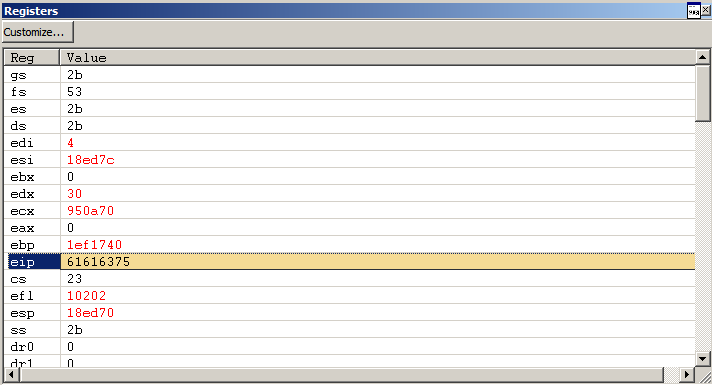 Registers
Customize...
Reg Value
gs 2b
fs 53
es 2b
ds 2b
edi 4
esi 18ed7c
ebx 0
edx 30
ecx 950a70
eax 0
ebp 1ef1740
eip 61616375
cs 23
efl 10202
esp 18ed70
ss 2b
dr0 0
dr1 0